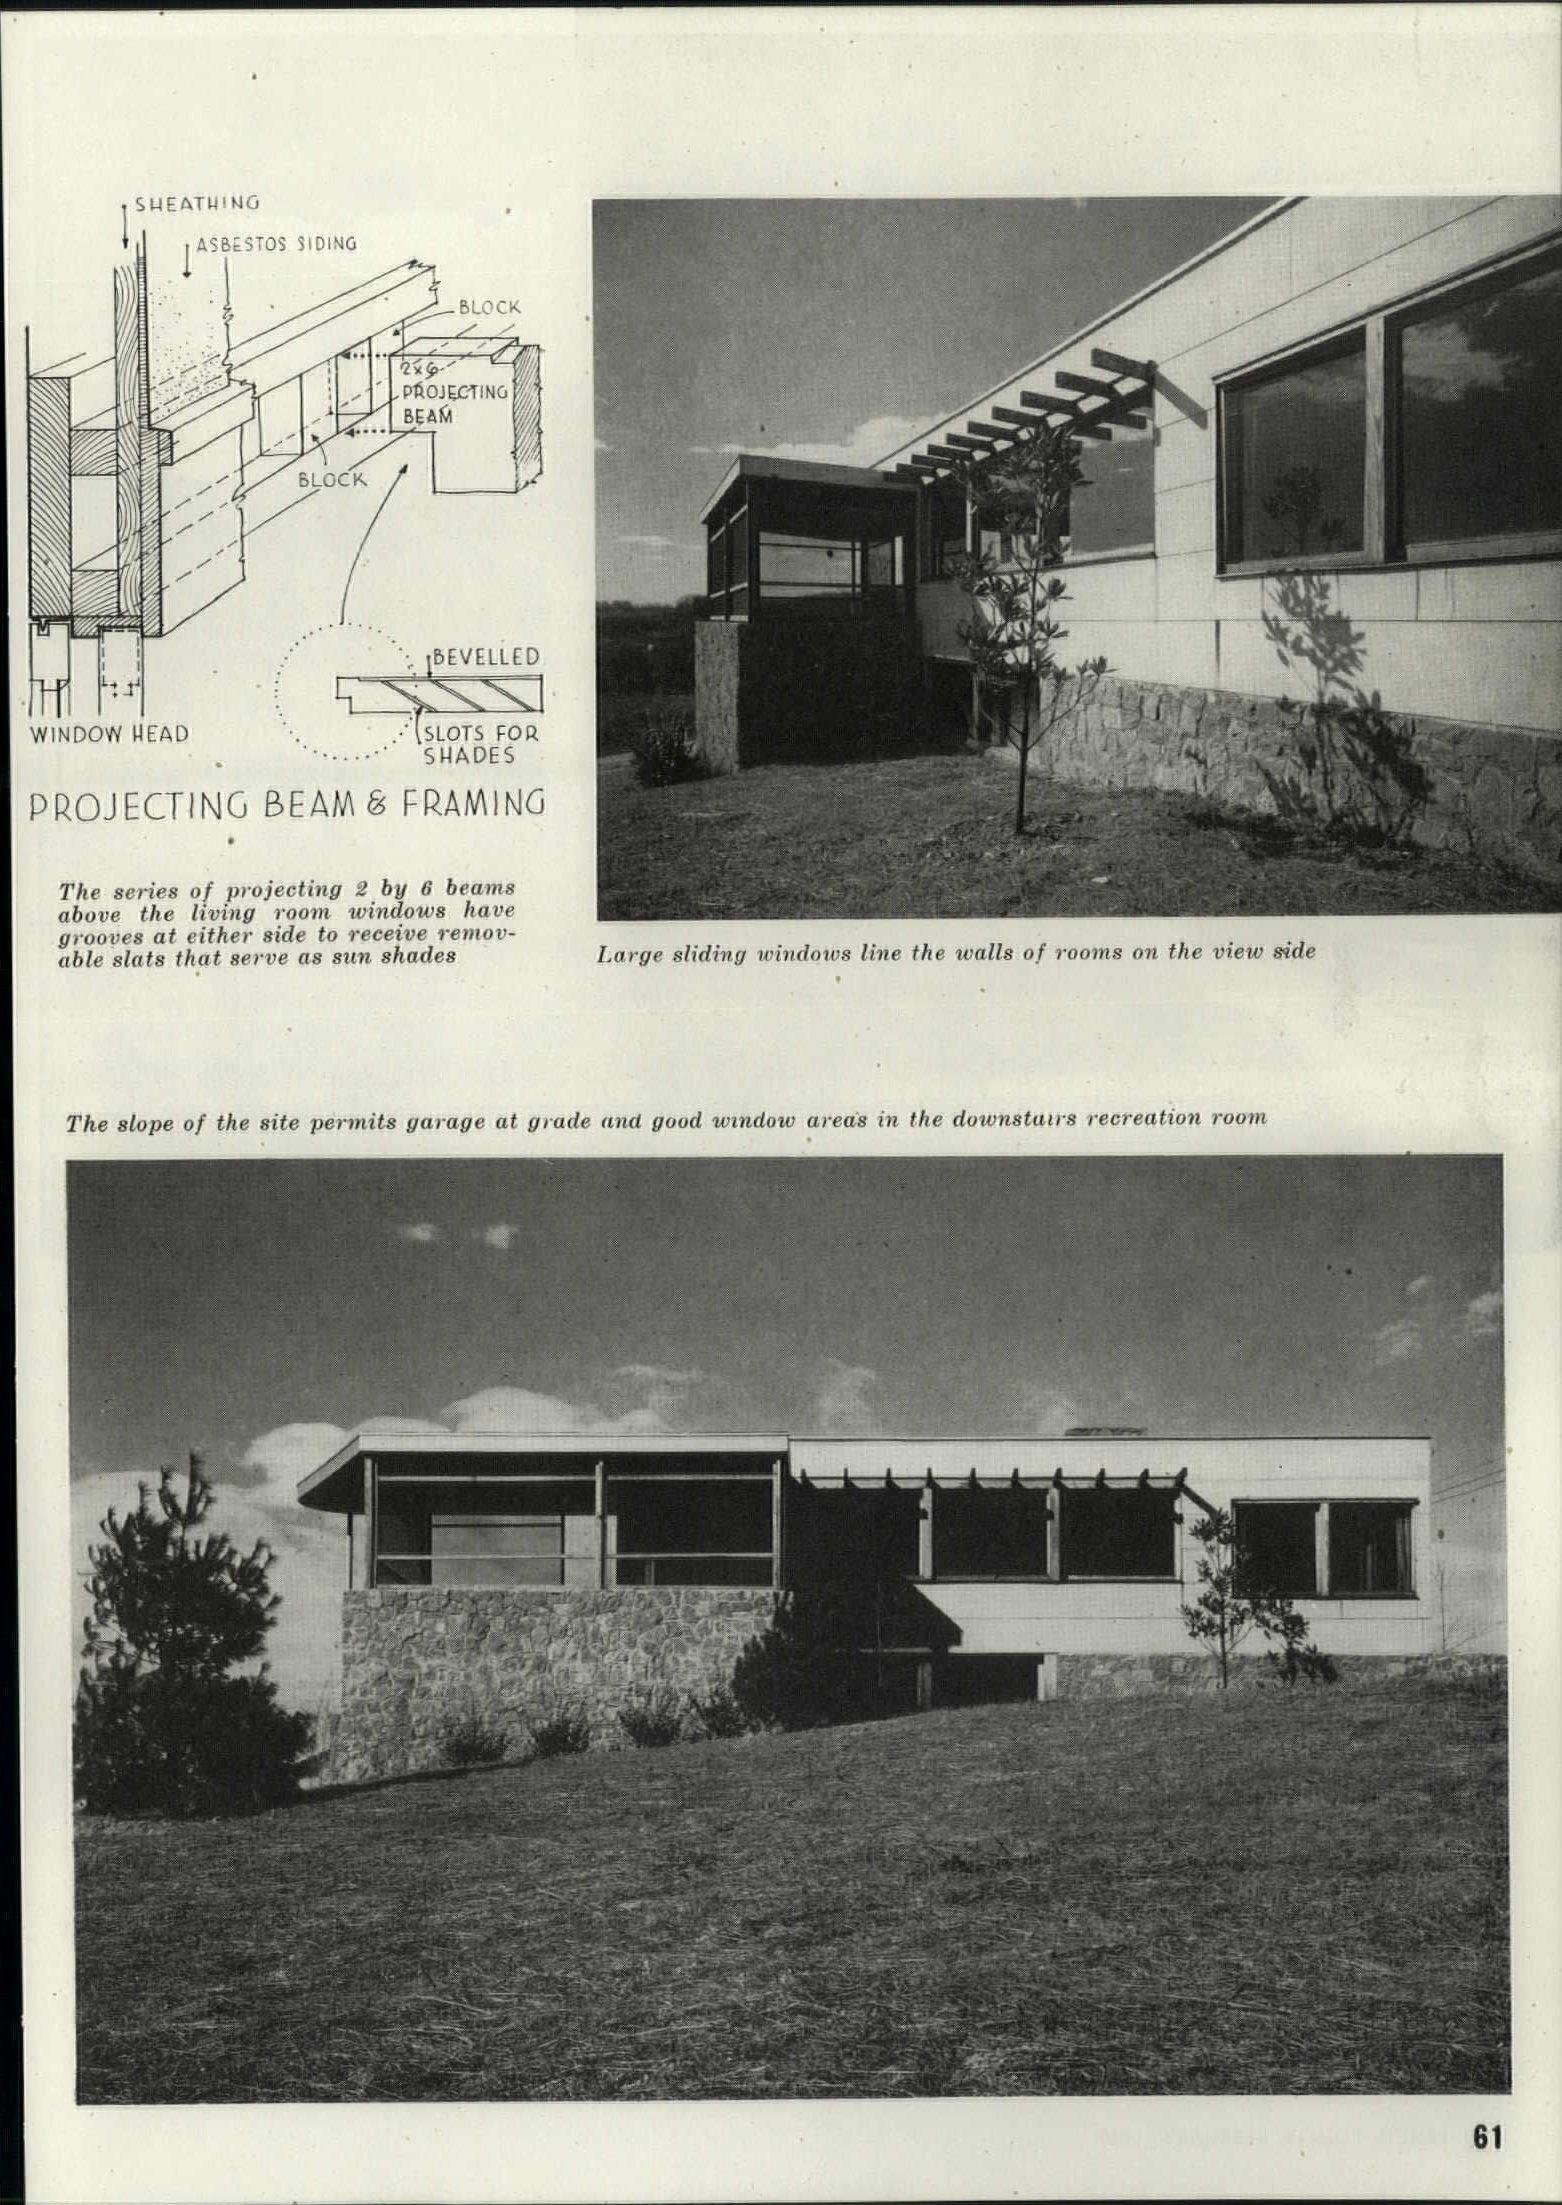 SHEATHING
ASBESTOS SIDING
BLOCK
2x6
PROJECTING
BEAM
BLOCK
BEVELLED
SLOTS FOR
SHADES
WINDOW HEAD
PROJECTING BEAM & FRAMING
The series of projecting 2 by 6 beams
above the living room windows have
grooves at either side to receive remov-
able slats that serve as sun shades
Large sliding windows line the walls of rooms on the view side
The slope of the site permits garage at grade and good window areas in the downstairs recreation room
61